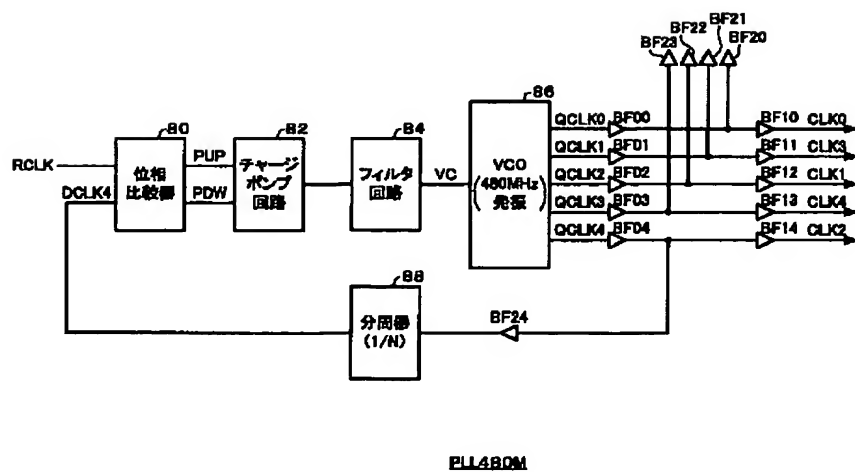 BF21
BF22
BF23
BF20
86
80
82
84
QCLK0
BF00
BF10
CLK0
RCLK
位相
比較器
PUP
チャージ
ポンプ
回路
フィルタ
回路
VC
VCO
(480MHz
発振)
QCLK1
BF01
BF11
CLK3
QCLK2
BF02
BF12
CLK1
DCLK4
PDW
QCLK3
BF03
BF13
CLK4
QCLK4
BF04
BF14
CLK2
88
分周器
(1/N)
BF24
PLL480M